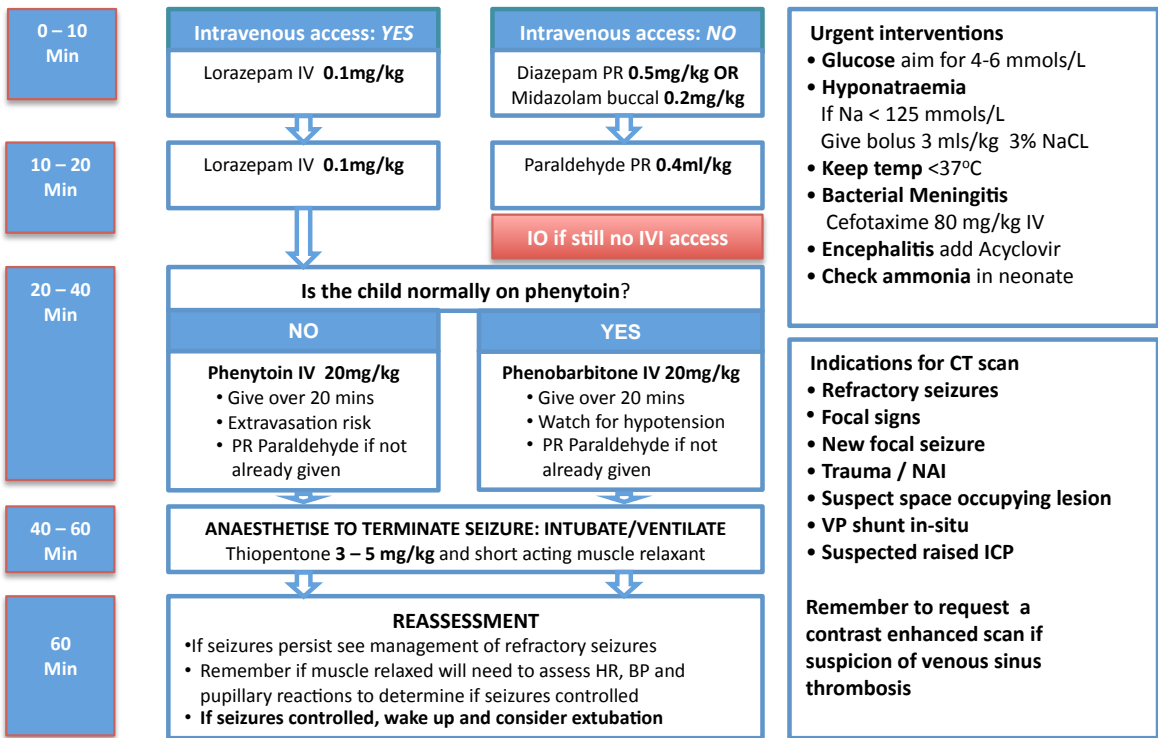 0 – 10
Min
Intravenous access: YES
Lorazepam IV 0.1mg/kg
Intravenous access: NO
Diazepam PR 0.5mg/kg OR
Midazolam buccal 0.2mg/kg
10 – 20
Min
Lorazepam IV 0.1mg/kg
Paraldehyde PR 0.4ml/kg
IO if still no IVI access
20 – 40
Min
Is the child normally on phenytoin?
NO
Phenytoin IV 20mg/kg
• Give over 20 mins
• Extravasation risk
• PR Paraldehyde if not
already given
YES
Phenobarbitone IV 20mg/kg
• Give over 20 mins
• Watch for hypotension
• PR Paraldehyde if not
already given
40 – 60
Min
ANAESTHETISE TO TERMINATE SEIZURE: INTUBATE/VENTILATE
Thiopentone 3 – 5 mg/kg and short acting muscle relaxant
60
Min
REASSESSMENT
•If seizures persist see management of refractory seizures
• Remember if muscle relaxed will need to assess HR, BP and
pupillary reactions to determine if seizures controlled
• If seizures controlled, wake up and consider extubation
Urgent interventions
• Glucose aim for 4-6 mmols/L
• Hyponatraemia
If Na < 125 mmols/L
Give bolus 3 mls/kg 3% NaCL
• Keep temp <37°C
• Bacterial Meningitis
Cefotaxime 80 mg/kg IV
• Encephalitis add Acyclovir
• Check ammonia in neonate
Indications for CT scan
• Refractory seizures
• Focal signs
• New focal seizure
• Trauma / NAI
• Suspect space occupying lesion
• VP shunt in-situ
• Suspected raised ICP
Remember to request a
contrast enhanced scan if
suspicion of venous sinus
thrombosis